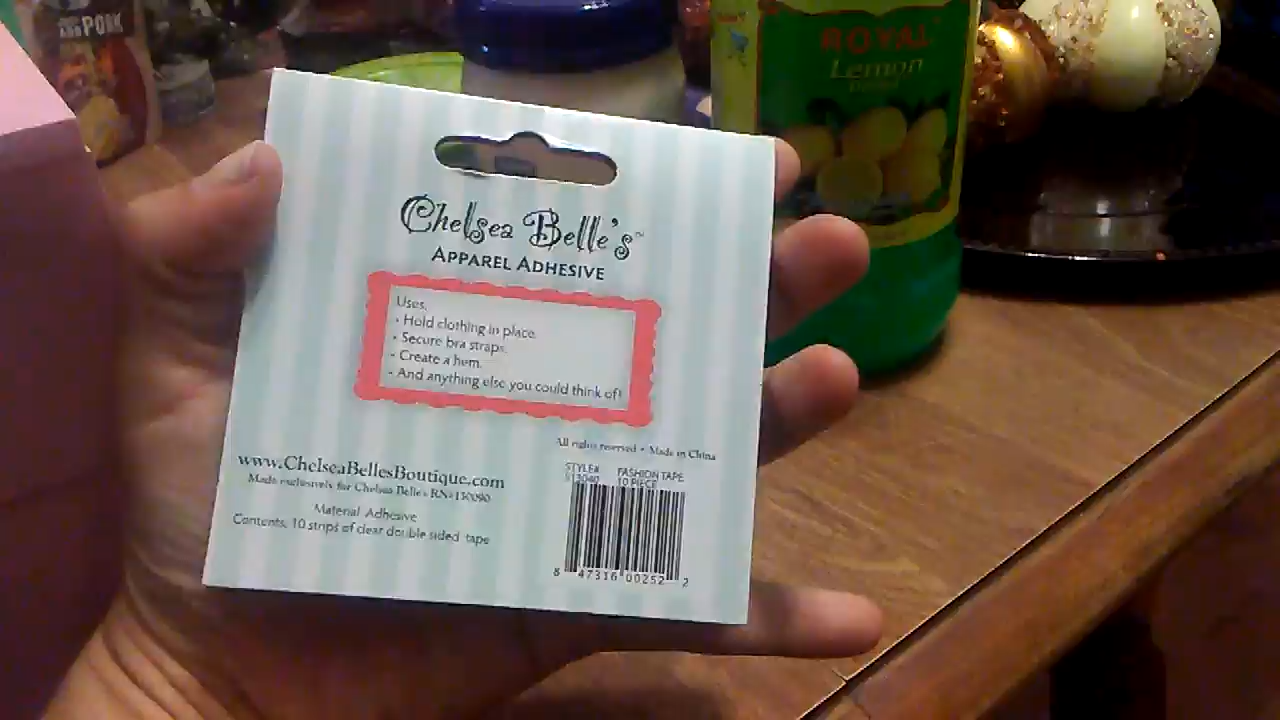 PORK
ROYAL
Lemon
Chelsea Belle's™
APPAREL ADHESIVE
Uses,
• Hold clothing in place.
• Secure bra straps.
• Create a hem.
• And anything else you could think of!
All rights reserved • Made in China
www.ChelseaBellesBoutique.com
Made exclusively for Chelsea Belle's RN#130090
Material: Adhesive
Contents: 10 strips of clear double sided tape
STYLE# FASHION TAPE
513040 10 PIECE
8 47316 00252 2